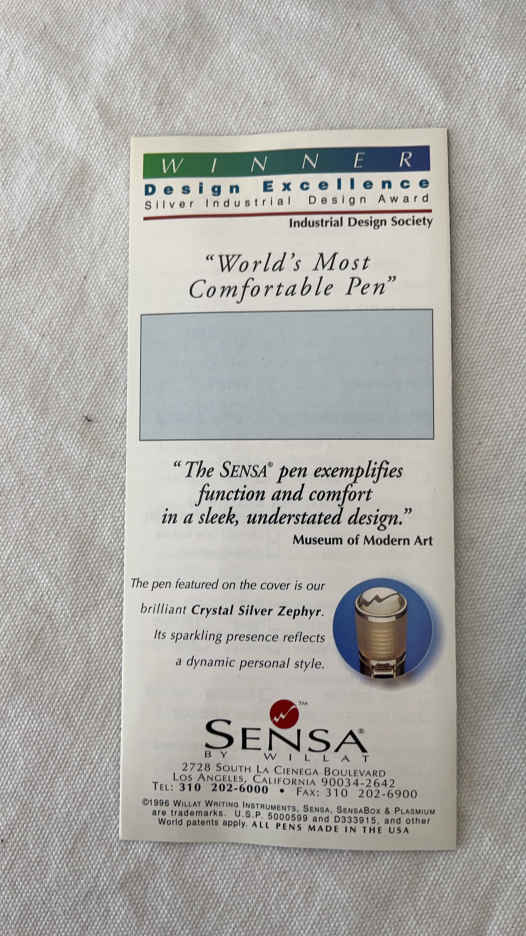 WINNER
Design Excellence
Silver Industrial Design Award
Industrial Design Society
“World’s Most
Comfortable Pen”
“The SENSA® pen exemplifies
function and comfort
in a sleek, understated design.”
Museum of Modern Art
The pen featured on the cover is our
brilliant Crystal Silver Zephyr.
Its sparkling presence reflects
a dynamic personal style.
™
SENSA®
BY WILLAT
2728 SOUTH LA CIENEGA BOULEVARD
LOS ANGELES, CALIFORNIA 90034-2642
TEL: 310 202-6000 • FAX: 310 202-6900
©1996 WILLAT WRITING INSTRUMENTS, SENSA, SENSABOX & PLASMIUM
are trademarks. U.S.P. 5000599 and D333915, and other
World patents apply. ALL PENS MADE IN THE USA